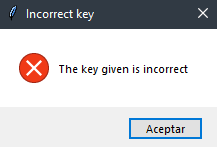 Incorrect key
The key given is incorrect
Aceptar